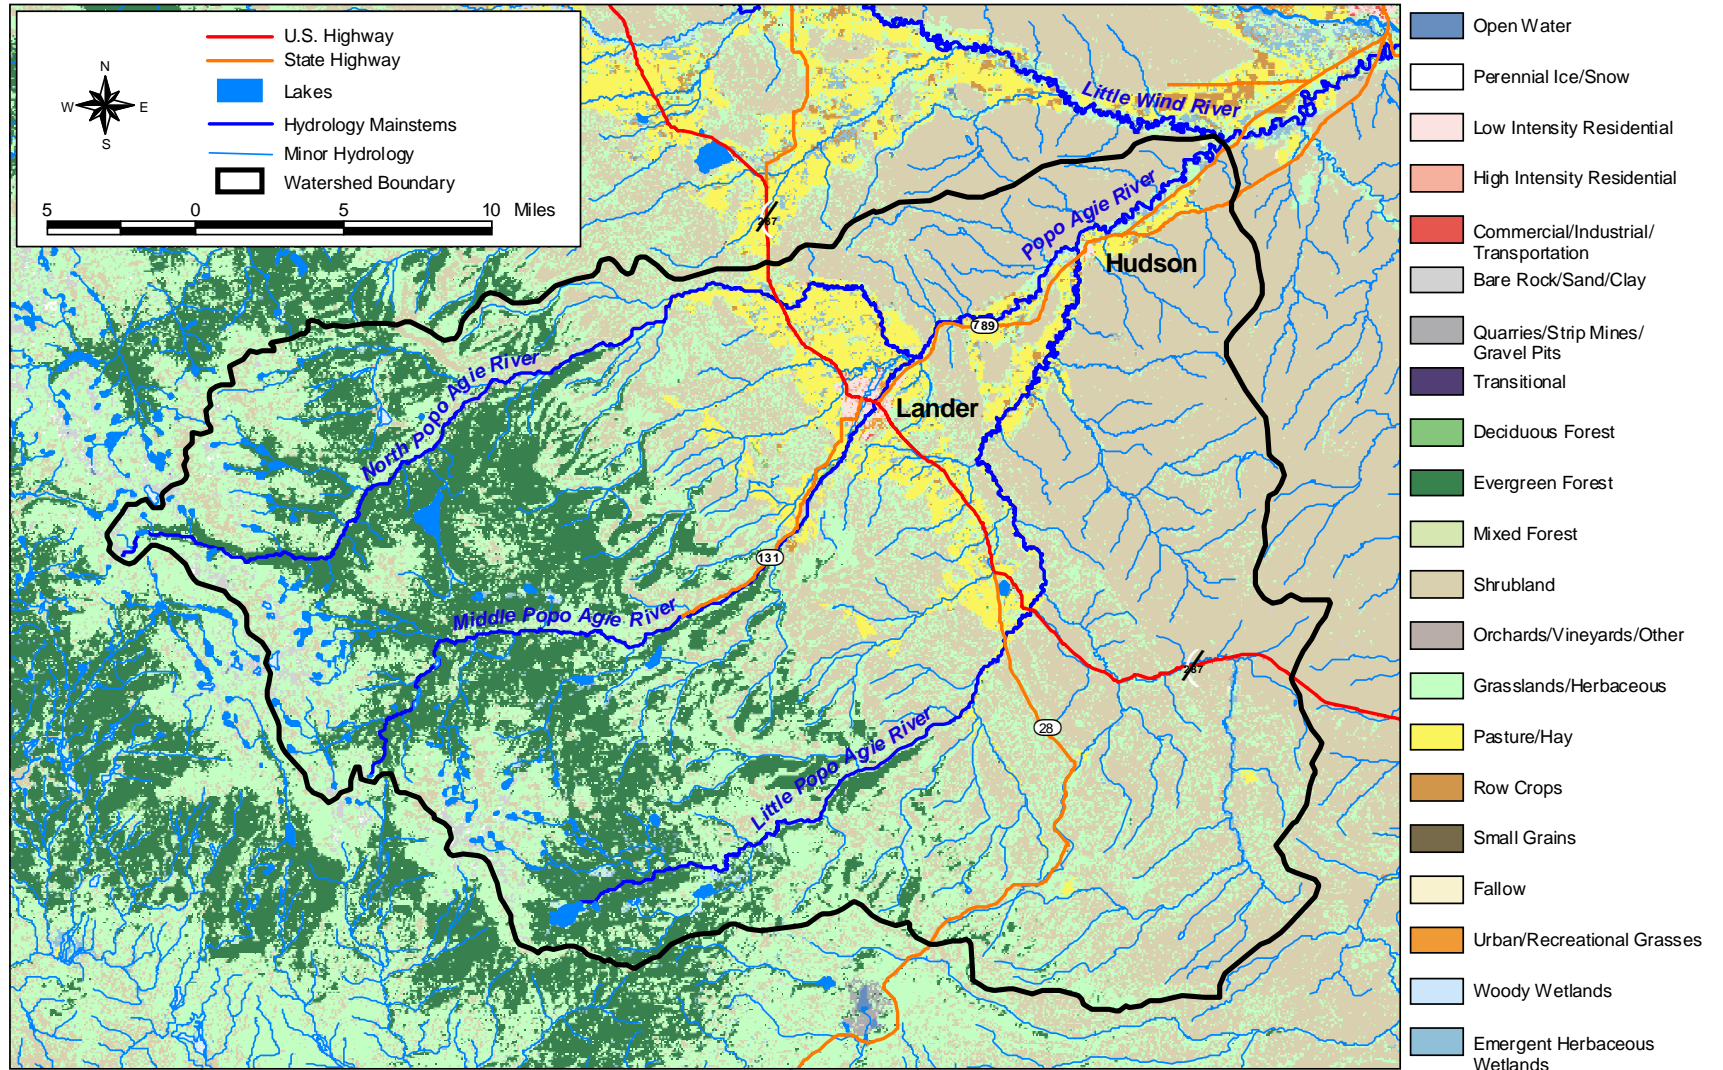 N
W E
S
U.S. Highway
State Highway
Lakes
Hydrology Mainstems
Minor Hydrology
Watershed Boundary
5 0 5 10 Miles
Little Wind River
Popo Agie River
Hudson
789
North Popo Agie River
Lander
131
Middle Popo Agie River
Little Popo Agie River
28
Open Water
Perennial Ice/Snow
Low Intensity Residential
High Intensity Residential
Commercial/Industrial/
Transportation
Bare Rock/Sand/Clay
Quarries/Strip Mines/
Gravel Pits
Transitional
Deciduous Forest
Evergreen Forest
Mixed Forest
Shrubland
Orchards/Vineyards/Other
Grasslands/Herbaceous
Pasture/Hay
Row Crops
Small Grains
Fallow
Urban/Recreational Grasses
Woody Wetlands
Emergent Herbaceous
Wetlands